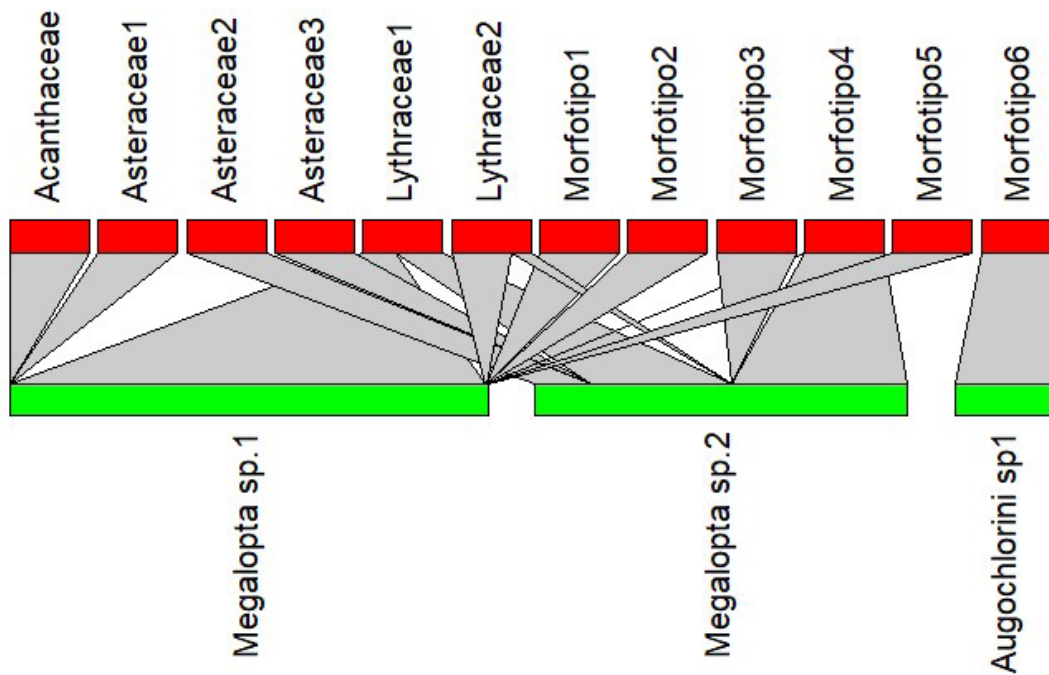 Acanthaceae
Asteraceae1
Asteraceae2
Asteraceae3
Lythraceae1
Lythraceae2
Morfotipo1
Morfotipo2
Morfotipo3
Morfotipo4
Morfotipo5
Morfotipo6
Megalopta sp.1
Megalopta sp.2
Augochlorini sp1